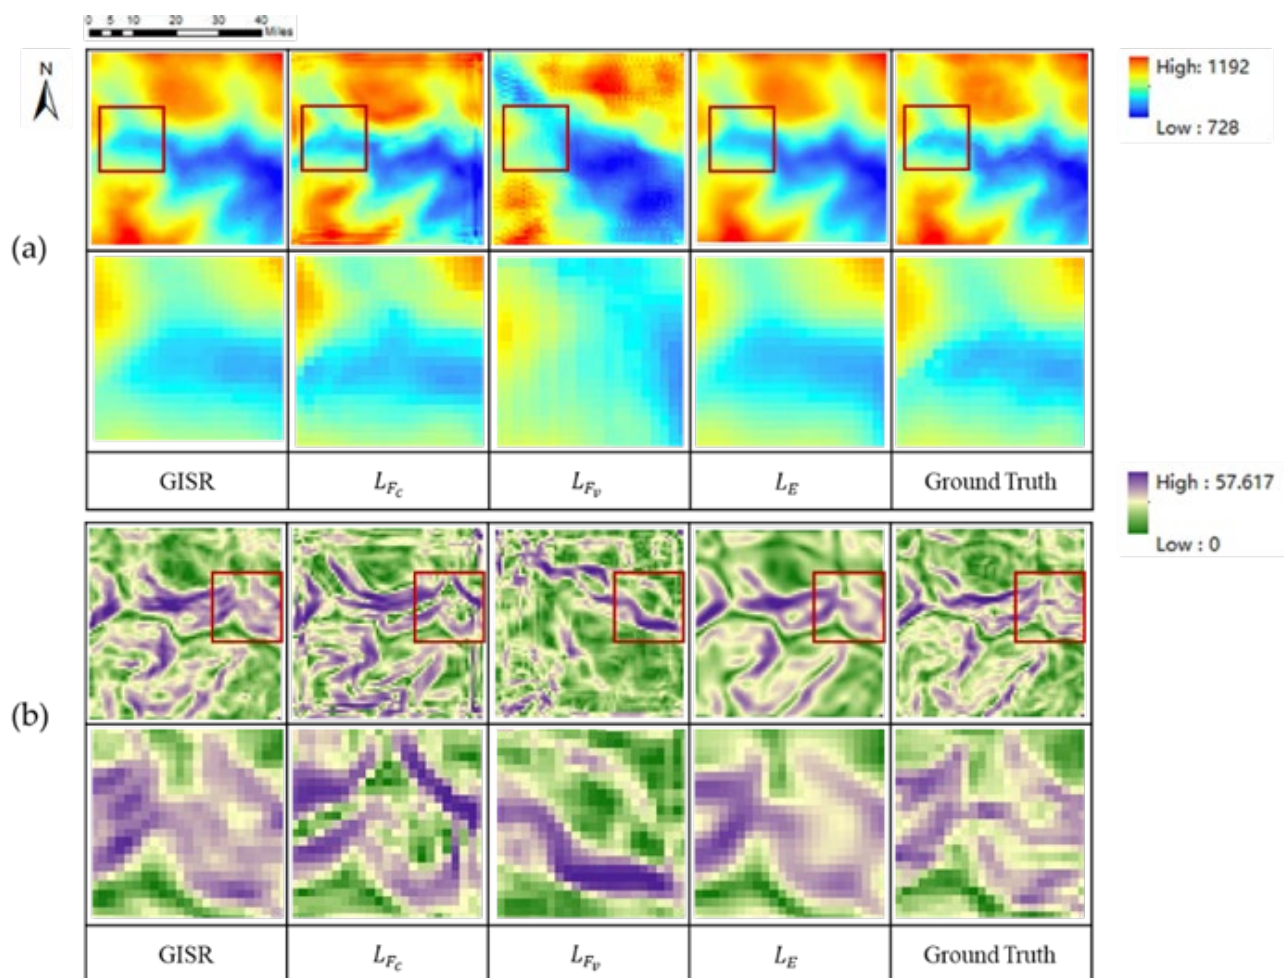 0 5 10 20 30 40
Miles
N
High: 1192
Low : 728
(a)
GISR L_{F_c} L_{F_v} L_E Ground Truth
High : 57.617
Low : 0
(b)
GISR L_{F_c} L_{F_v} L_E Ground Truth